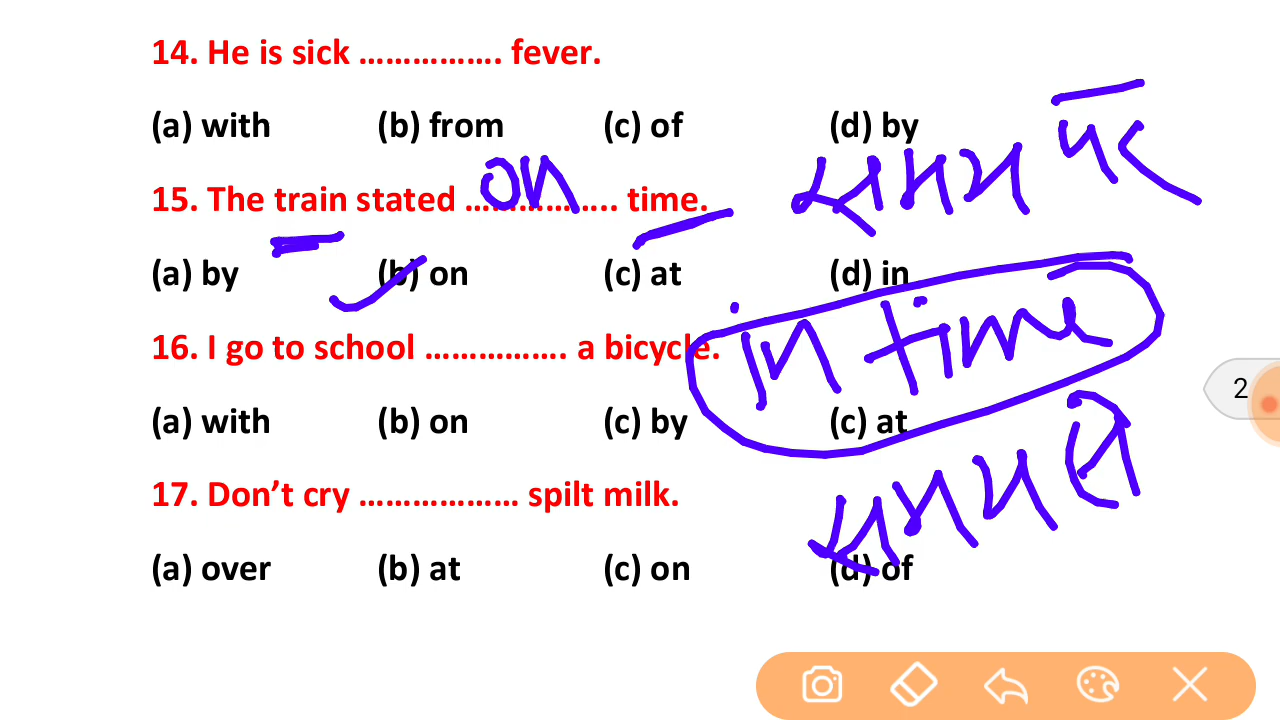 14. He is sick ……………. fever.
(a) with (b) from (c) of (d) by
समय पर
15. The train stated on …………….. time.
(a) by (b) on (c) at (d) in
in time
16. I go to school ……………. a bicycle.
(a) with (b) on (c) by (c) at
2
समय से
17. Don't cry ……………… spilt milk.
(a) over (b) at (c) on (d) of